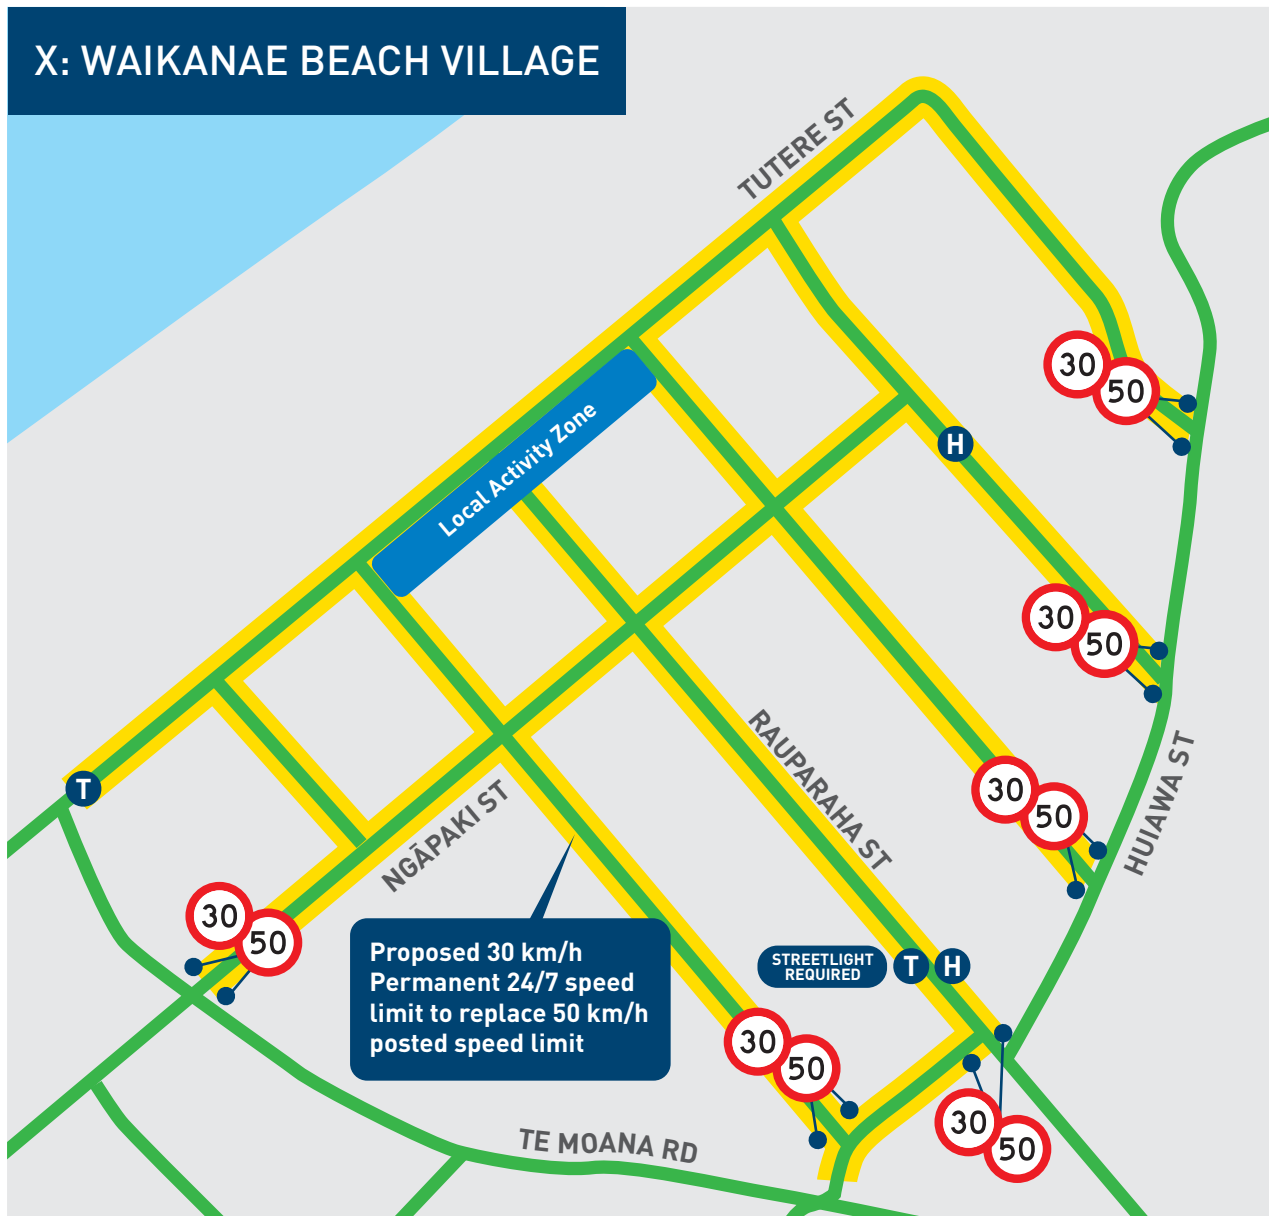 X: WAIKANAE BEACH VILLAGE
TUTERE ST
30
50
Local Activity Zone
H
30
50
RAUPARAHA ST
HUIAWA ST
30
50
T
NGĀPAKI ST
30
50
Proposed 30 km/h
Permanent 24/7 speed
limit to replace 50 km/h
posted speed limit
STREETLIGHT
REQUIRED
T
H
30
50
30
50
TE MOANA RD